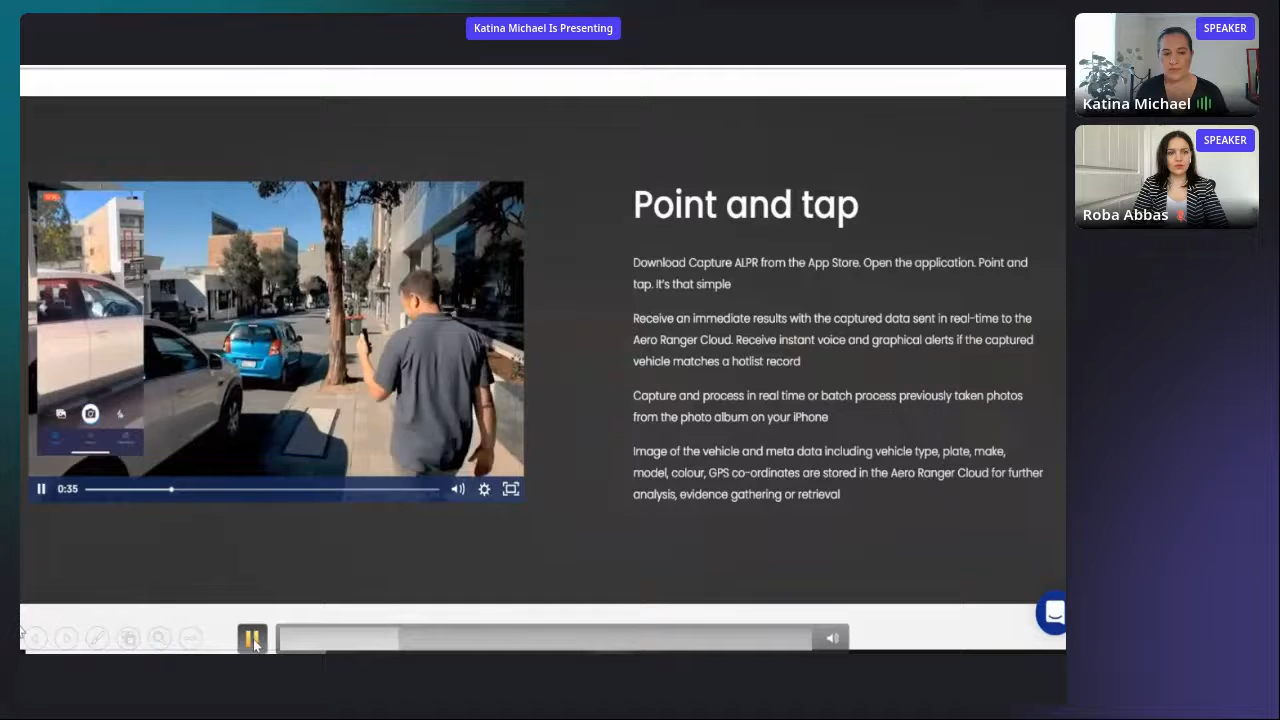 Katina Michael Is Presenting
SPEAKER
Katina Michael
SPEAKER
Roba Abbas
Point and tap
Download Capture ALPR from the App Store. Open the application. Point and
tap. It's that simple
Receive an immediate results with the captured data sent in real-time to the
Aero Ranger Cloud. Receive instant voice and graphical alerts if the captured
vehicle matches a hotlist record
Capture and process in real time or batch process previously taken photos
from the photo album on your iPhone
Image of the vehicle and meta data including vehicle type, plate, make,
model, colour, GPS co-ordinates are stored in the Aero Ranger Cloud for further
analysis, evidence gathering or retrieval
0:35